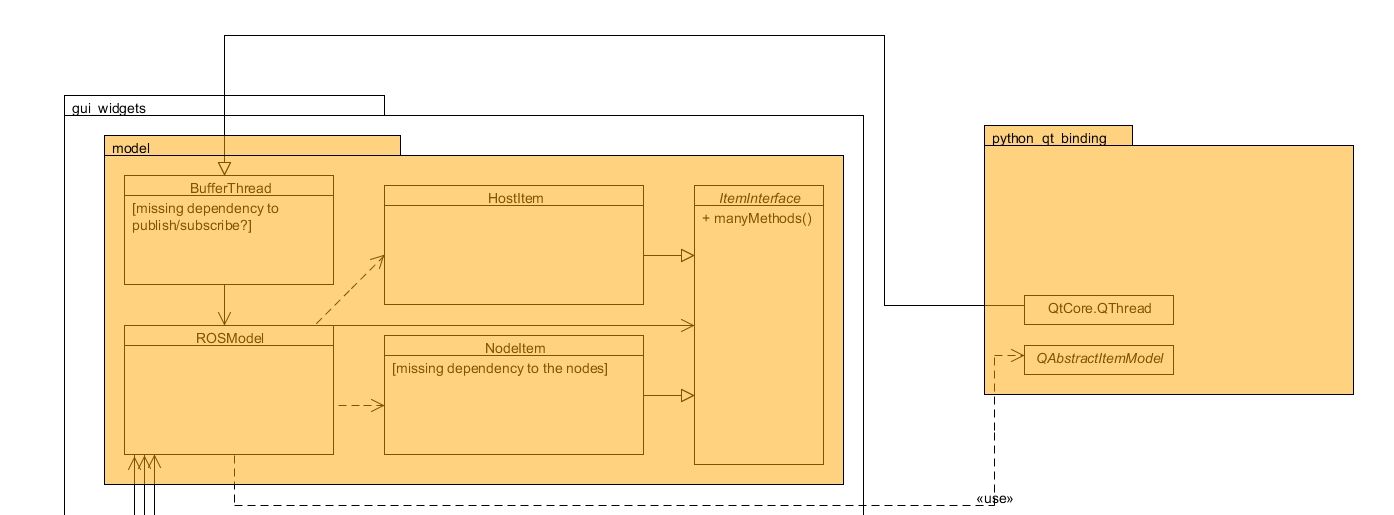 gui_widgets
model
BufferThread
[missing dependency to
publish/subscribe?]
HostItem
ItemInterface
+ manyMethods()
ROSModel
NodeItem
[missing dependency to the nodes]
python_qt_binding
QtCore.QThread
QAbstractItemModel
«use»